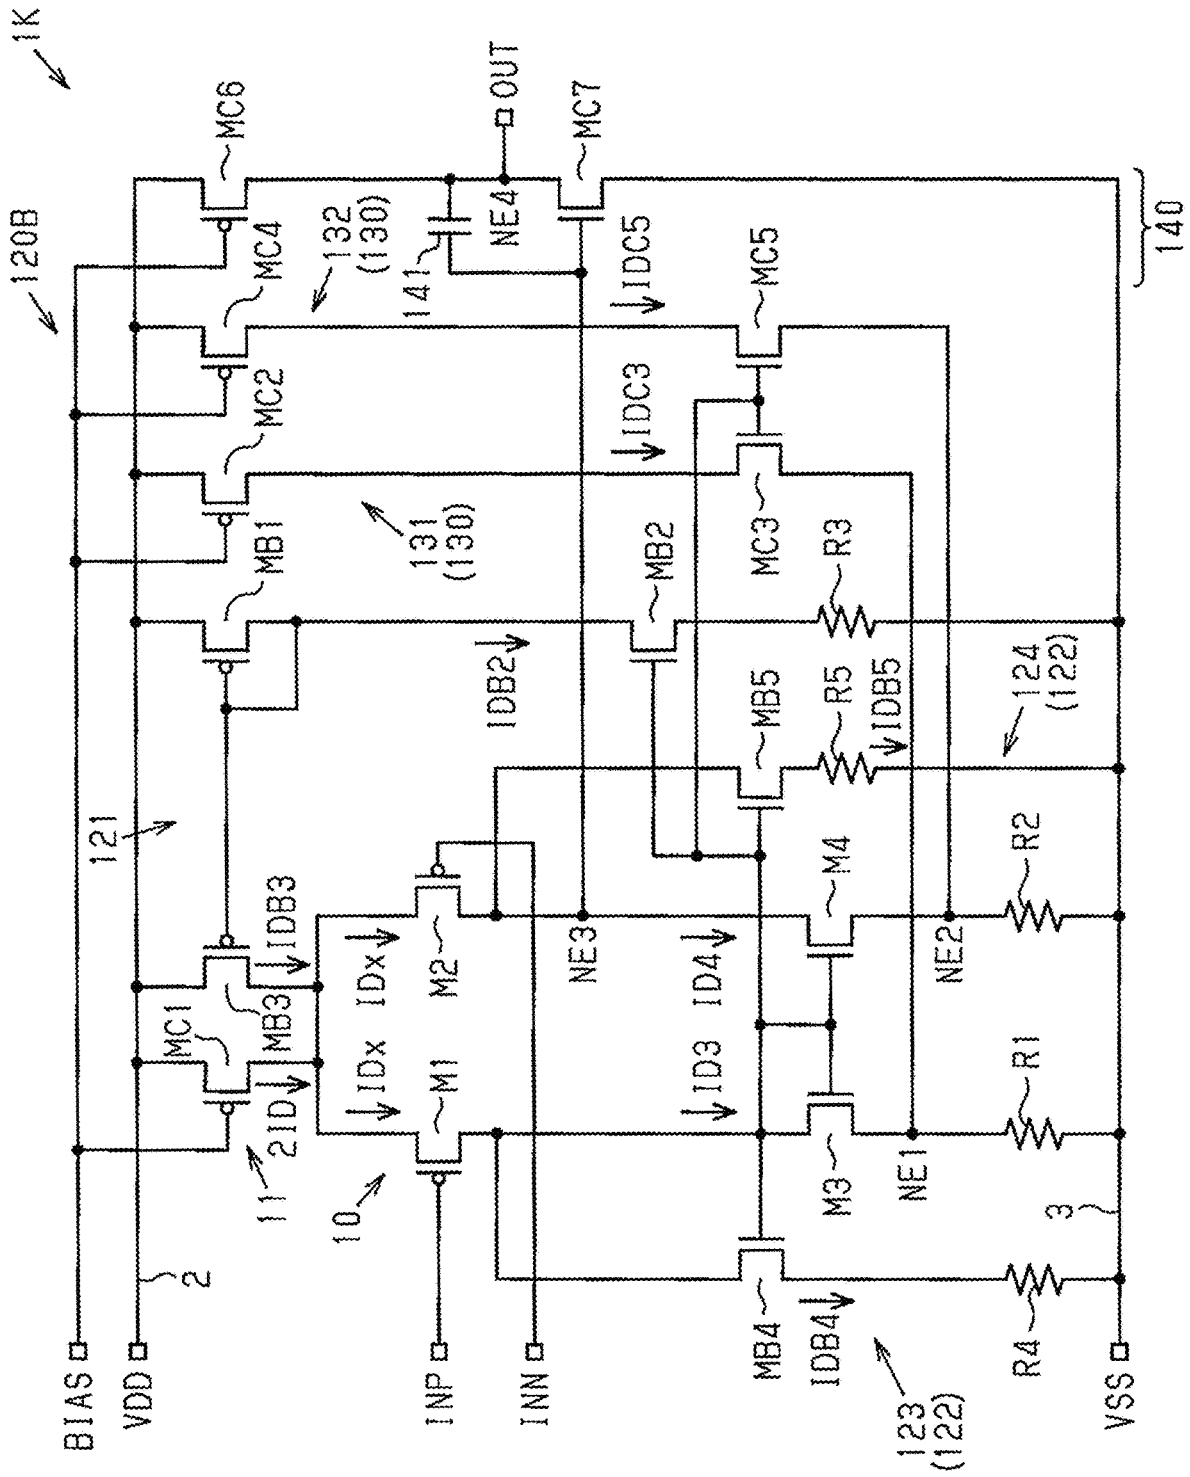 1K
120B
MC6
MC4
MC2
MB1
121
MC1
MB3
IDB3
2ID
11
2
BIAS
VDD
OUT
NE4
MC7
141
132
(130)
131
(130)
IDC5
IDC3
MC5
MC3
MB2
IDB2
R3
MB5
R5
IDB5
124
(122)
140
IDx
IDx
M2
M1
10
NE3
ID4
ID3
M4
M3
NE2
NE1
R2
R1
3
MB4
IDB4
R4
123
(122)
INP
INN
VSS